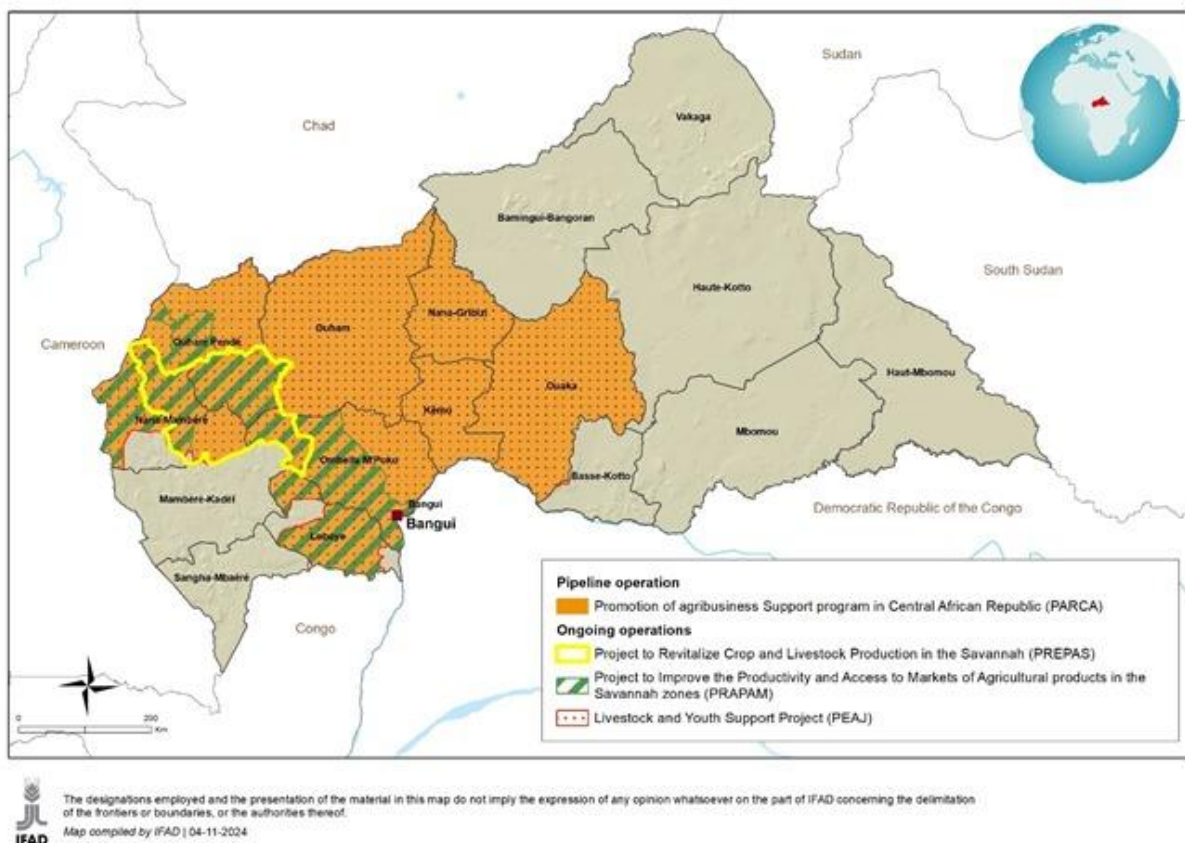 Sudan
Chad
Vakaga
Bamingui-Bangoran
South Sudan
Haute-Kotto
Nana-Gribizi
Ouham
Cameroon
Ouham Pendé
Haut-Mbomou
Ouaka
Kémo
Nana-Mambéré
Mbomou
Ombella M'Poko
Basse-Kotto
Mambéré-Kadéï
Bangui
Bangui
Democratic Republic of the Congo
Lobaye
Sangha-Mbaéré
Congo
Pipeline operation
Promotion of agribusiness Support program in Central African Republic (PARCA)
Ongoing operations
Project to Revitalize Crop and Livestock Production in the Savannah (PREPAS)
Project to Improve the Productivity and Access to Markets of Agricultural products in the
Savannah zones (PRAPAM)
Livestock and Youth Support Project (PEAJ)
0 200
Km
The designations employed and the presentation of the material in this map do not imply the expression of any opinion whatsoever on the part of IFAD concerning the delimitation
of the frontiers or boundaries, or the authorities thereof.
Map compiled by IFAD | 04-11-2024
IFAD